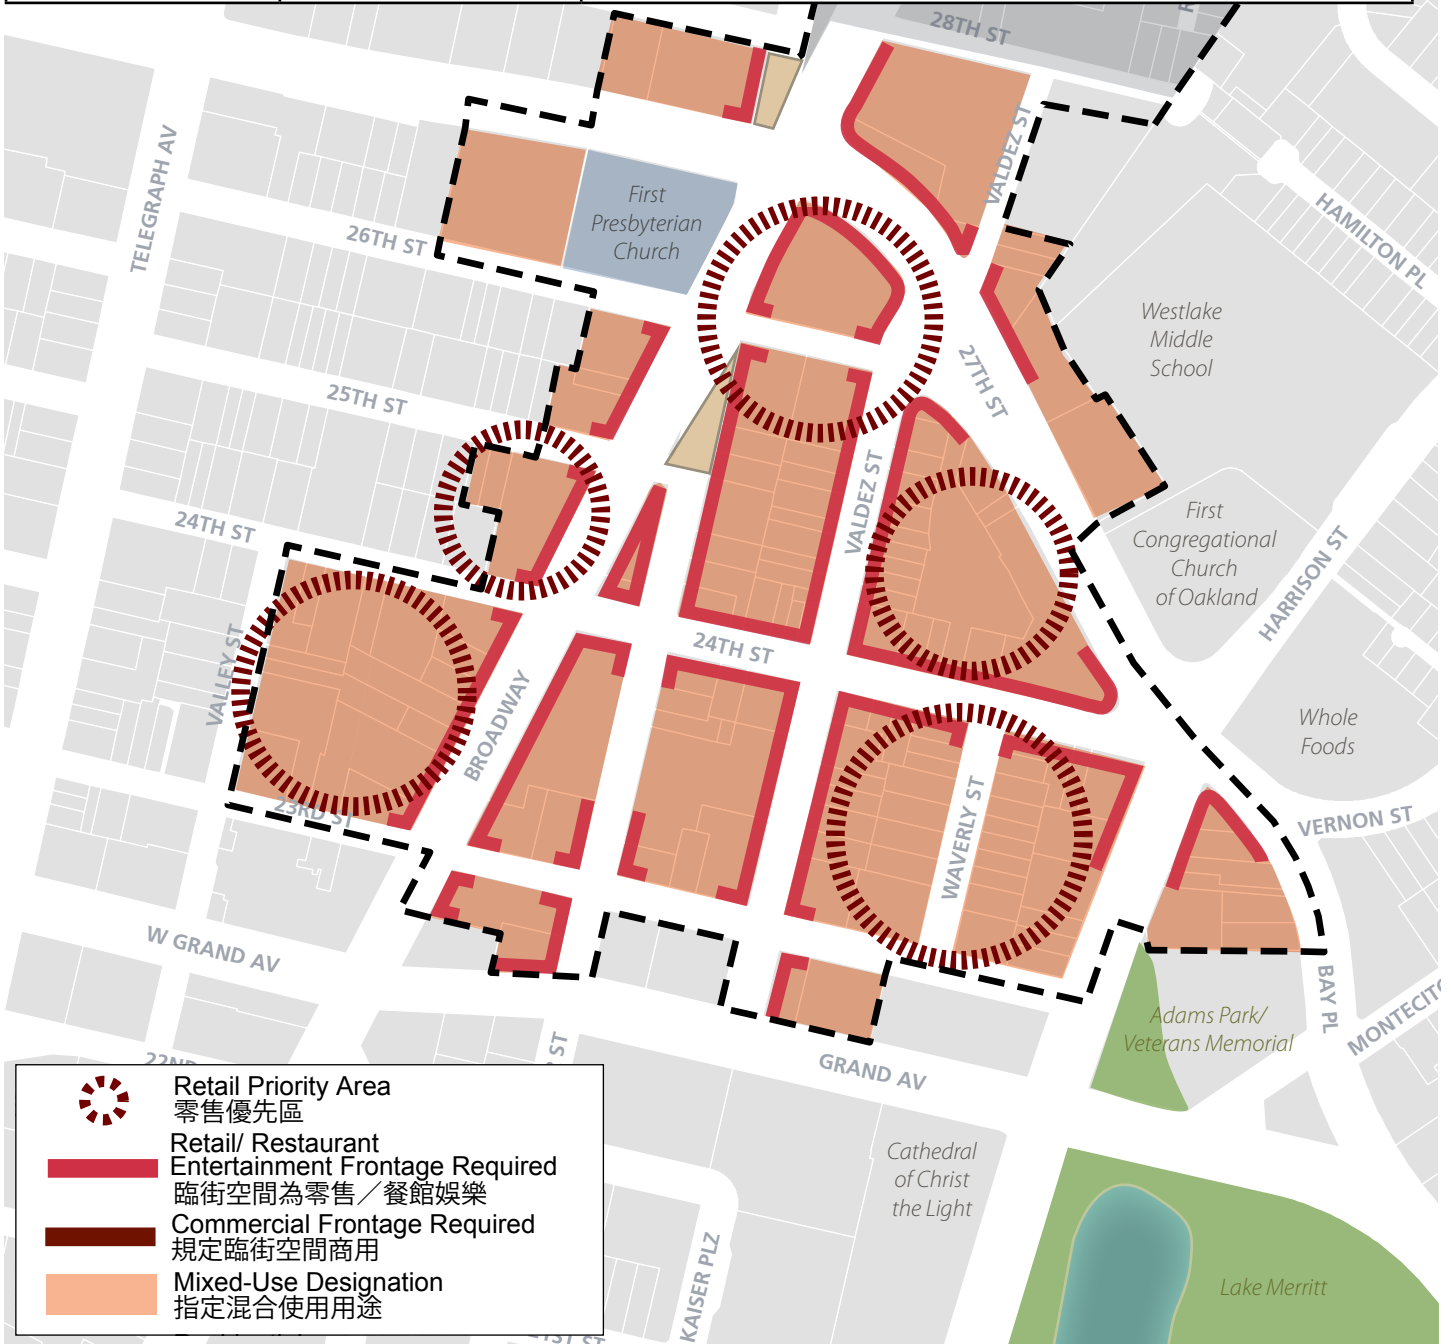 28TH ST
TELEGRAPH AV
VALDEZ ST
First
Presbyterian
Church
HAMILTON PL
26TH ST
Westlake
Middle
School
27TH ST
25TH ST
VALDEZ ST
24TH ST
First
Congregational
Church
of Oakland
HARRISON ST
24TH ST
VALLEY ST
BROADWAY
Whole
Foods
23RD ST
WAVERLY ST
VERNON ST
W GRAND AV
BAY PL
MONTECITO
Adams Park/
Veterans Memorial
GRAND AV
ST
22ND
Retail Priority Area
零售優先區
Retail/ Restaurant
Entertainment Frontage Required
臨街空間為零售／餐館娛樂
Commercial Frontage Required
規定臨街空間商用
Mixed-Use Designation
指定混合使用用途
Cathedral
of Christ
the Light
KAISER PLZ
Lake Merritt
21ST ST